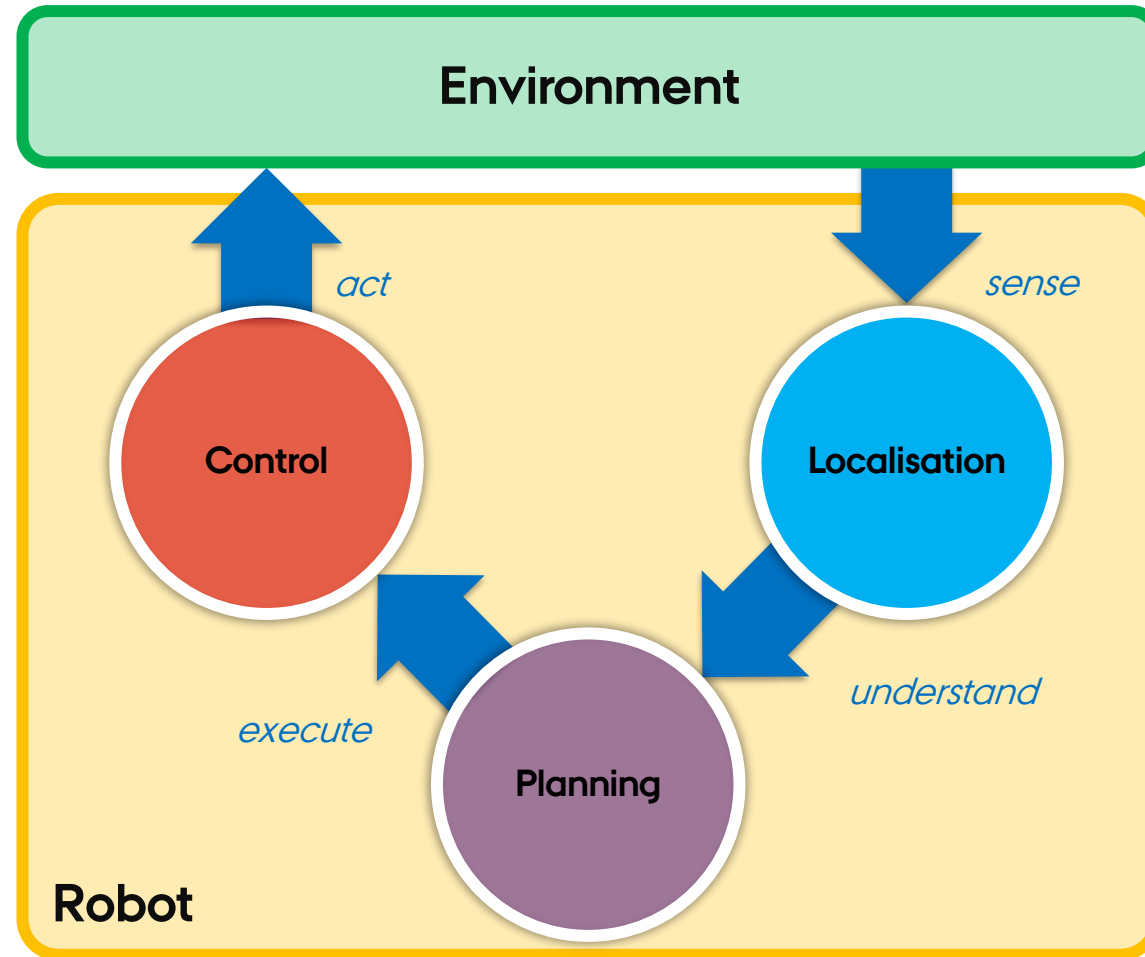 Environment
act
sense
Control
Localisation
understand
execute
Planning
Robot